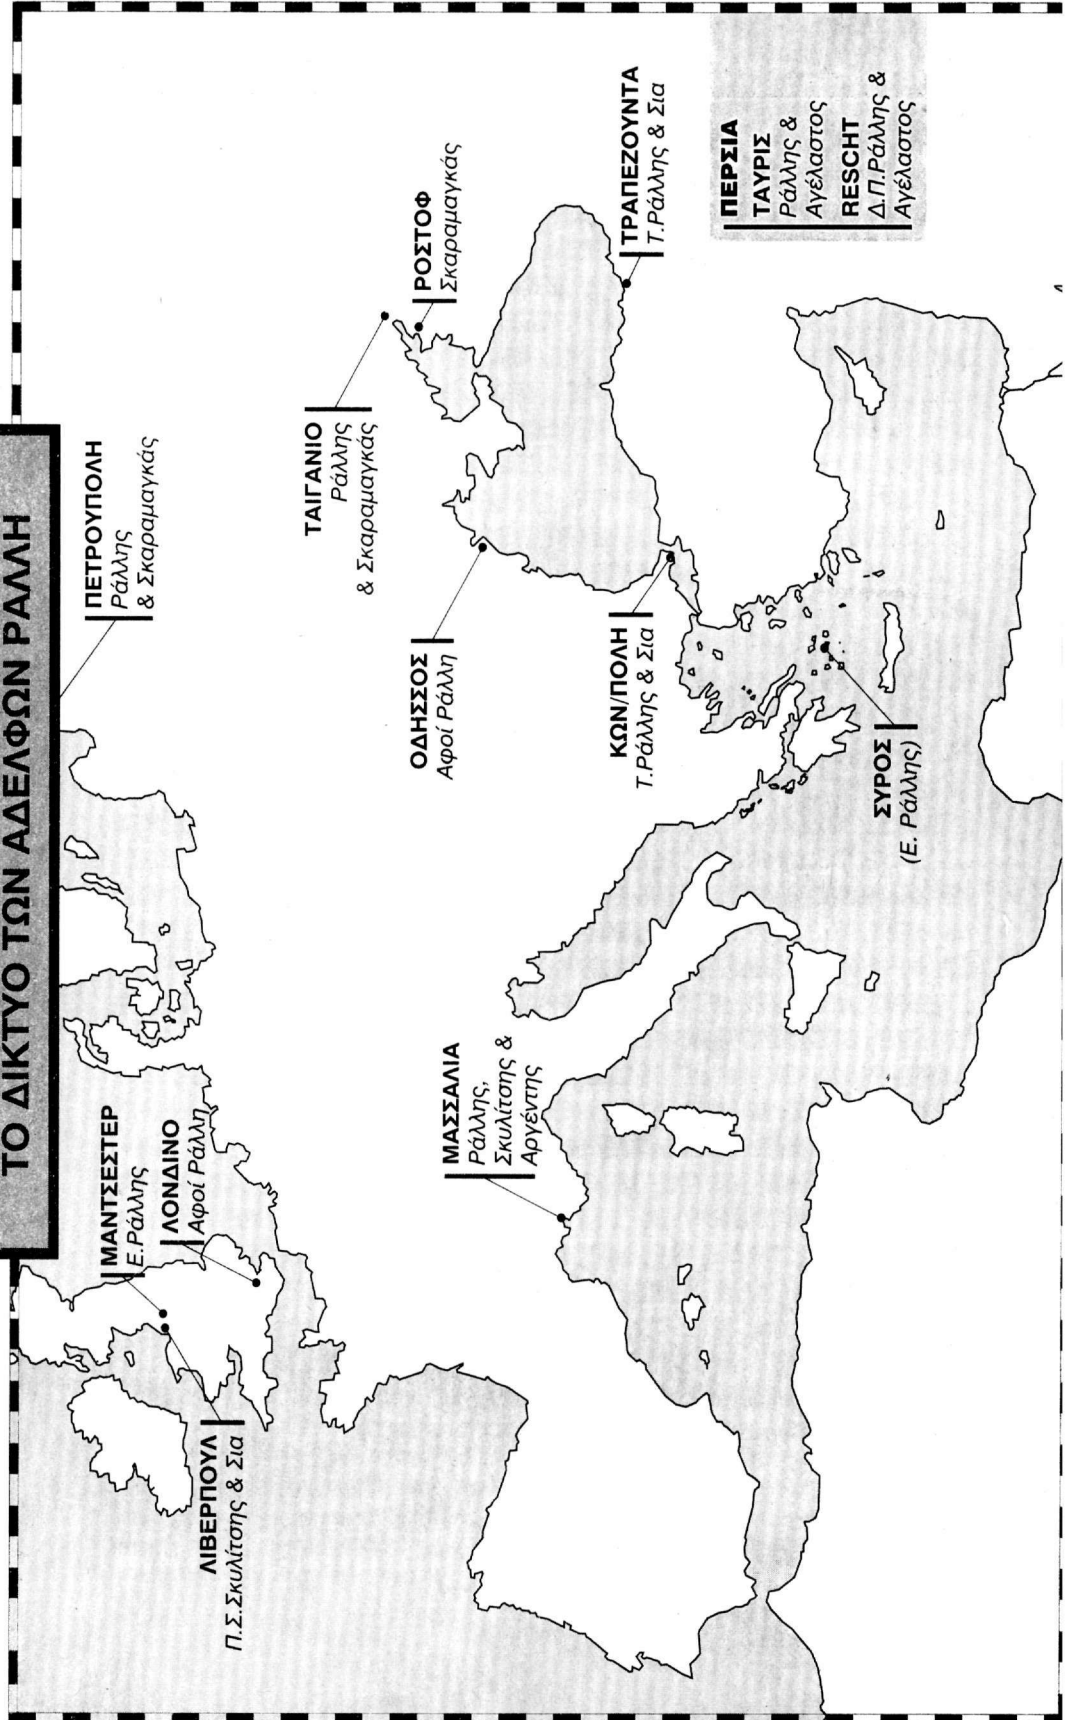 ΤΟ ΔΙΚΤΥΟ ΤΩΝ ΑΔΕΛΦΩΝ ΡΑΛΛΗ
ΠΕΤΡΟΥΠΟΛΗ
Ράλλης
& Σκαραμαγκάς
ΜΑΝΤΣΕΣΤΕΡ
Ε.Ράλλης
ΛΟΝΔΙΝΟ
Αφοί Ράλλη
ΛΙΒΕΡΠΟΥΛ
Π.Σ.Σκυλίτσης & Σια
ΤΑΙΓΑΝΙΟ
Ράλλης
& Σκαραμαγκάς
ΡΟΣΤΟΦ
Σκαραμαγκάς
ΟΔΗΣΣΟΣ
Αφοί Ράλλη
ΜΑΣΣΑΛΙΑ
Ράλλης,
Σκυλίτσης &
Αργέντης
ΚΩΝ/ΠΟΛΗ
Τ.Ράλλης & Σια
ΤΡΑΠΕΖΟΥΝΤΑ
Τ.Ράλλης & Σια
ΣΥΡΟΣ
(Ε. Ράλλης)
ΠΕΡΣΙΑ
ΤΑΥΡΙΣ
Ράλλης &
Αγέλαστος
RESCHT
Δ.Π.Ράλλης &
Αγέλαστος